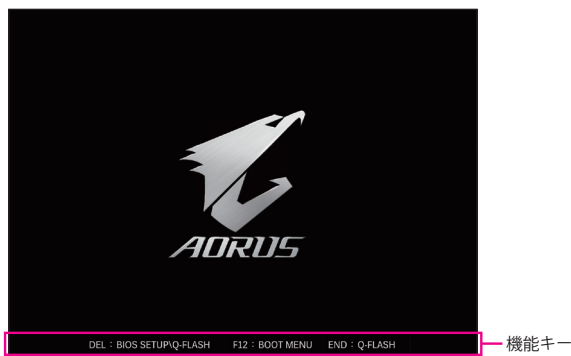 AORUS
DEL : BIOS SETUP\Q-FLASH F12 : BOOT MENU END : Q-FLASH
機能キー